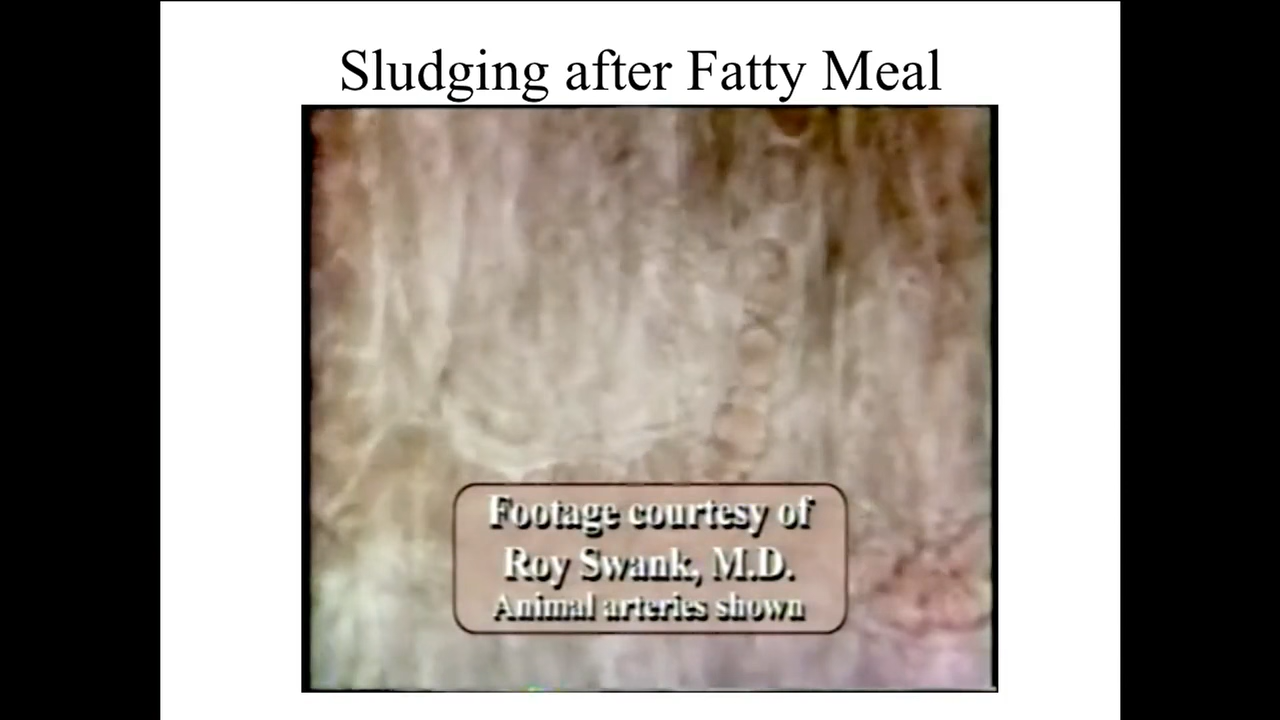 Sludging after Fatty Meal
Footage courtesy of
Roy Swank, M.D.
Animal arteries shown